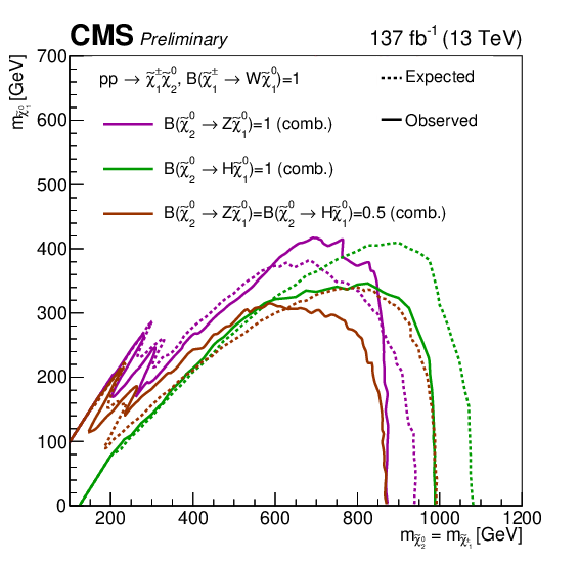 CMS Preliminary 137 fb⁻¹ (13 TeV)
m_χ̃₁⁰ [GeV]
700
600
500
400
300
200
100
0
pp → χ̃₁^± χ̃₂⁰, B(χ̃₁^± → Wχ̃₁⁰)=1
B(χ̃₂⁰ → Zχ̃₁⁰)=1 (comb.)
B(χ̃₂⁰ → Hχ̃₁⁰)=1 (comb.)
B(χ̃₂⁰ → Zχ̃₁⁰)=B(χ̃₂⁰ → Hχ̃₁⁰)=0.5 (comb.)
Expected
Observed
200 400 600 800 1000 1200
m_χ̃₂⁰ = m_χ̃₁^± [GeV]